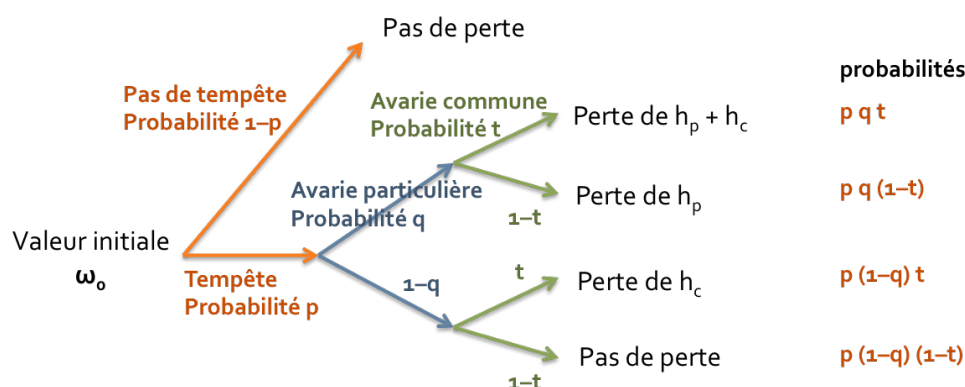 Pas de perte
probabilités
Pas de tempête
Probabilité 1–p
Avarie commune
Probabilité t
Perte de hp + hc
p q t
Avarie particulière
Probabilité q
Perte de hp
p q (1–t)
1–t
Valeur initiale
ω0
Tempête
Probabilité p
1–q
t
Perte de hc
p (1–q) t
Pas de perte
p (1–q) (1–t)
1–t